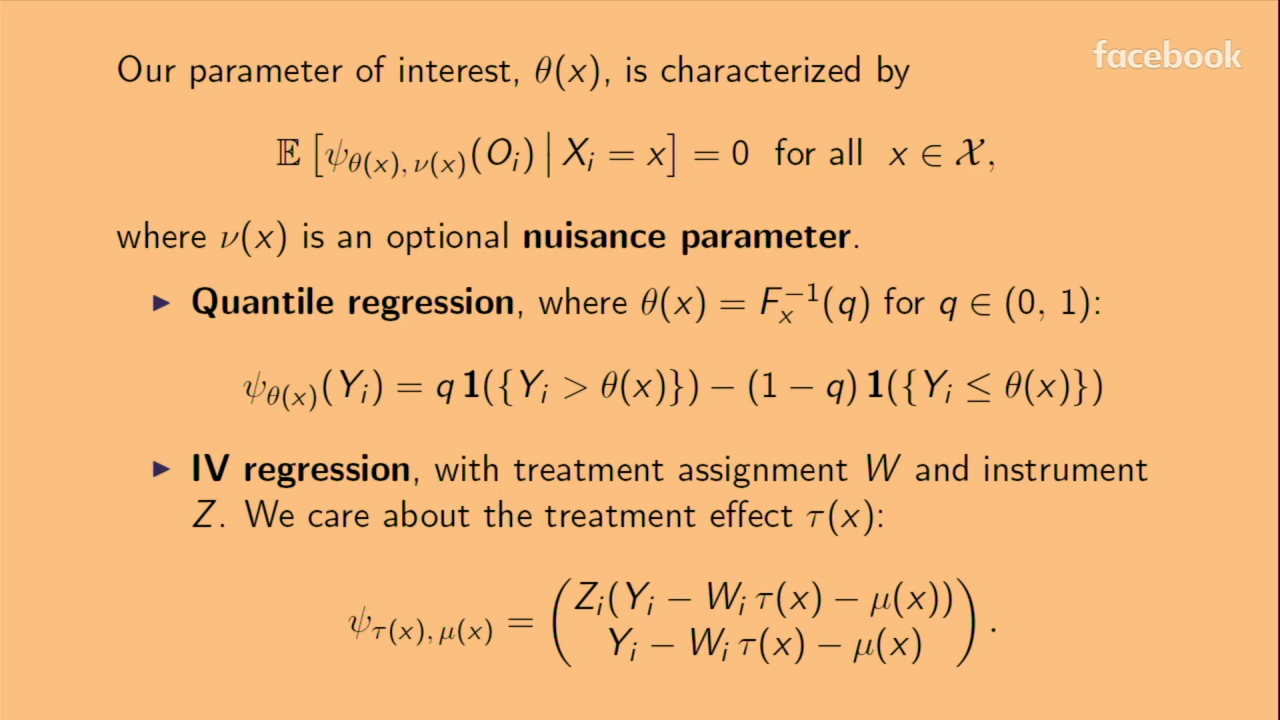 facebook
Our parameter of interest, θ(x), is characterized by
𝔼 [ψ_{θ(x), ν(x)}(O_i) | X_i = x] = 0 for all x ∈ 𝒳,
where ν(x) is an optional nuisance parameter.
▶ Quantile regression, where θ(x) = F_x^{-1}(q) for q ∈ (0, 1):
ψ_{θ(x)}(Y_i) = q 1({Y_i > θ(x)}) − (1 − q) 1({Y_i ≤ θ(x)})
▶ IV regression, with treatment assignment W and instrument
Z. We care about the treatment effect τ(x):
ψ_{τ(x), μ(x)} = ( Z_i(Y_i − W_i τ(x) − μ(x))
Y_i − W_i τ(x) − μ(x) ) .